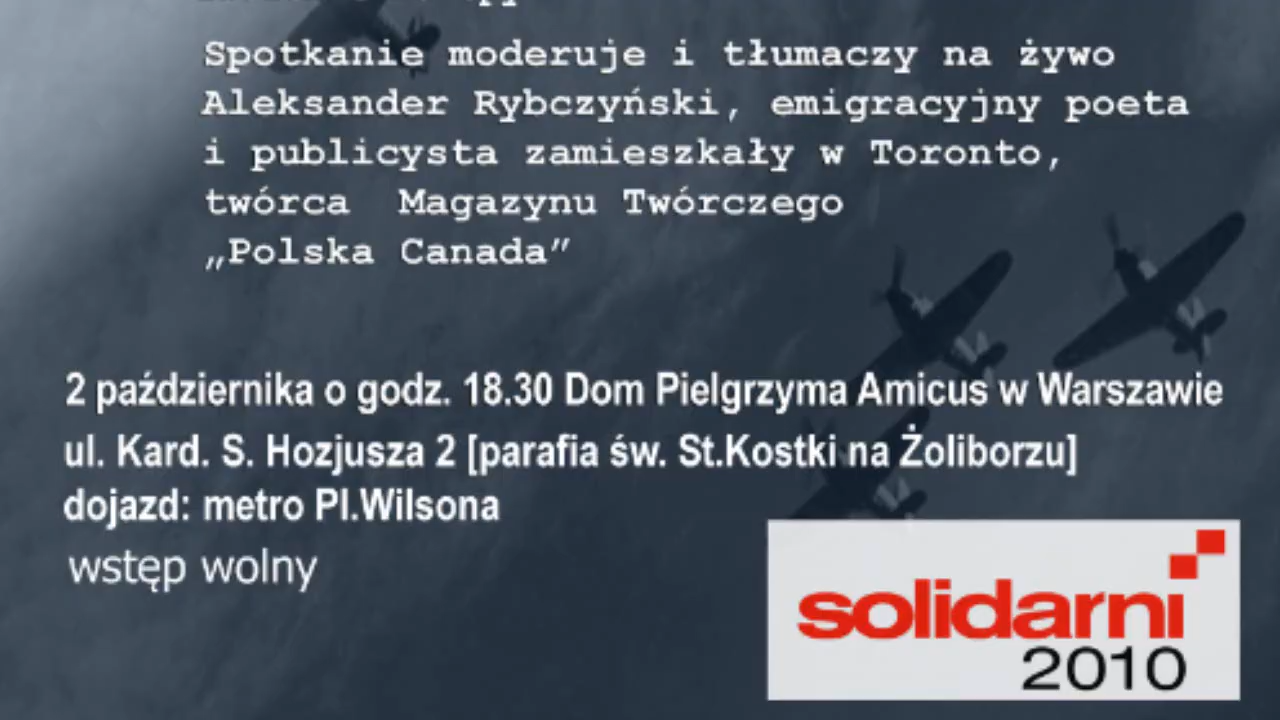 Spotkanie moderuje i tłumaczy na żywo
Aleksander Rybczyński, emigracyjny poeta
i publicysta zamieszkały w Toronto,
twórca Magazynu Twórczego
„Polska Canada”
2 października o godz. 18.30 Dom Pielgrzyma Amicus w Warszawie
ul. Kard. S. Hozjusza 2 [parafia św. St.Kostki na Żoliborzu]
dojazd: metro Pl.Wilsona
wstęp wolny
solidarni
2010